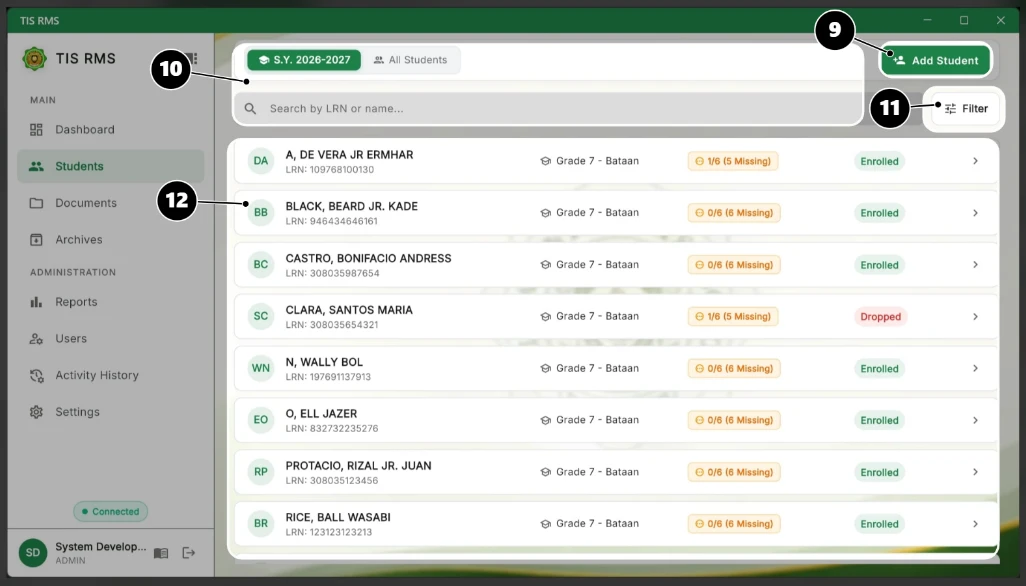 TIS RMS
TIS RMS
MAIN
Dashboard
Students
Documents
Archives
ADMINISTRATION
Reports
Users
Activity History
Settings
Connected
SD
System Develop...
ADMIN
9
10
11
12
S.Y. 2026-2027
All Students
Add Student
Search by LRN or name...
Filter
DA A, DE VERA JR ERMHAR Grade 7 - Bataan 1/6 (5 Missing) Enrolled
LRN: 109768100130
BB BLACK, BEARD JR. KADE Grade 7 - Bataan 0/6 (6 Missing) Enrolled
LRN: 946434646161
BC CASTRO, BONIFACIO ANDRESS Grade 7 - Bataan 0/6 (6 Missing) Enrolled
LRN: 308035987654
SC CLARA, SANTOS MARIA Grade 7 - Bataan 1/6 (5 Missing) Dropped
LRN: 308035654321
WN N, WALLY BOL Grade 7 - Bataan 0/6 (6 Missing) Enrolled
LRN: 197691137913
EO O, ELL JAZER Grade 7 - Bataan 0/6 (6 Missing) Enrolled
LRN: 832732235276
RP PROTACIO, RIZAL JR. JUAN Grade 7 - Bataan 0/6 (6 Missing) Enrolled
LRN: 308035123456
BR RICE, BALL WASABI Grade 7 - Bataan 0/6 (6 Missing) Enrolled
LRN: 123123123213